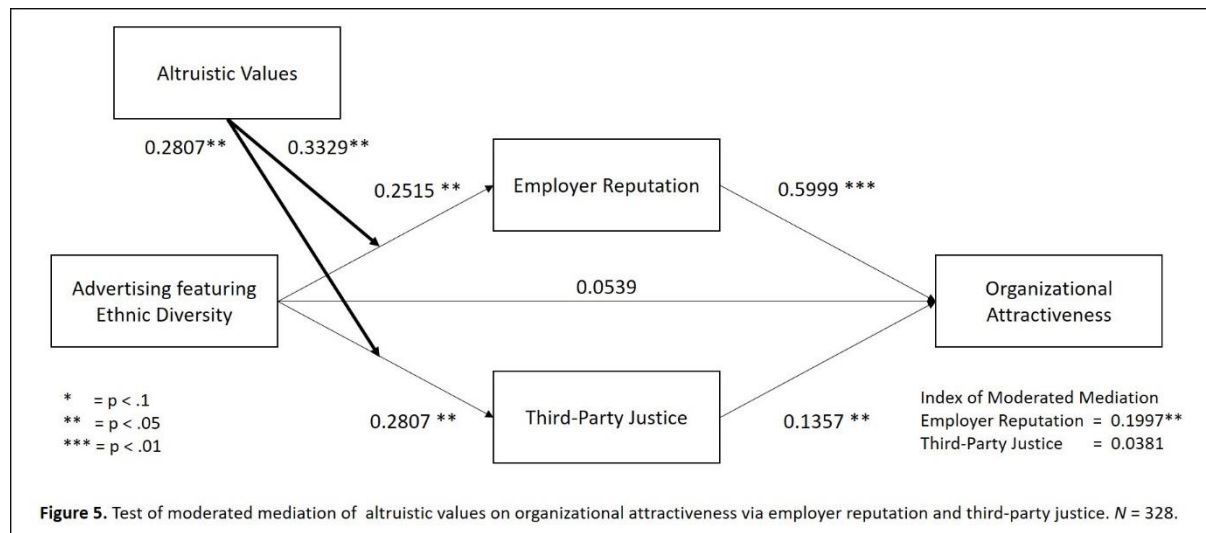 Altruistic Values
0.2807**
0.3329**
0.2515 **
Employer Reputation
0.5999 ***
Advertising featuring
Ethnic Diversity
0.0539
Organizational
Attractiveness
* = p < .1
** = p < .05
*** = p < .01
0.2807 **
Third-Party Justice
0.1357 **
Index of Moderated Mediation
Employer Reputation = 0.1997**
Third-Party Justice = 0.0381
Figure 5. Test of moderated mediation of altruistic values on organizational attractiveness via employer reputation and third-party justice. N = 328.